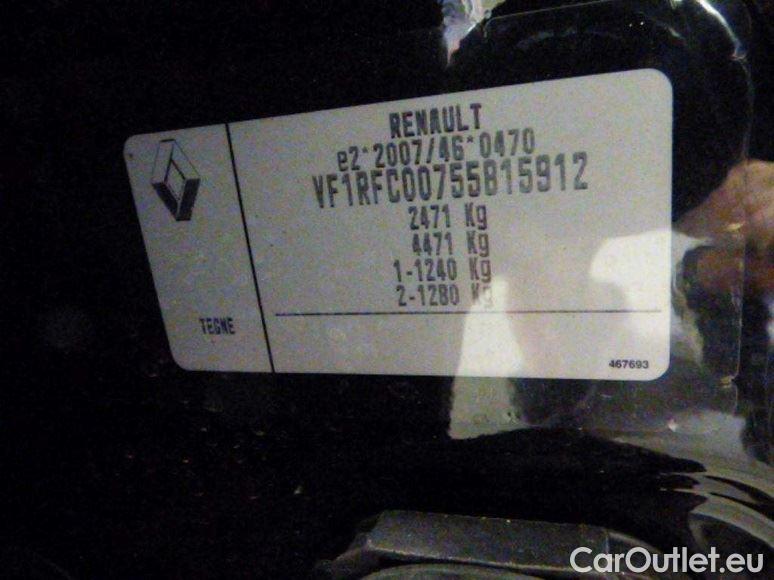 RENAULT
e2*2007/46*0470
VF1RFC00755815912
2471 Kg
4471 Kg
1-1240 Kg
2-1280 Kg
TEGNE
467693
CarOutlet.eu